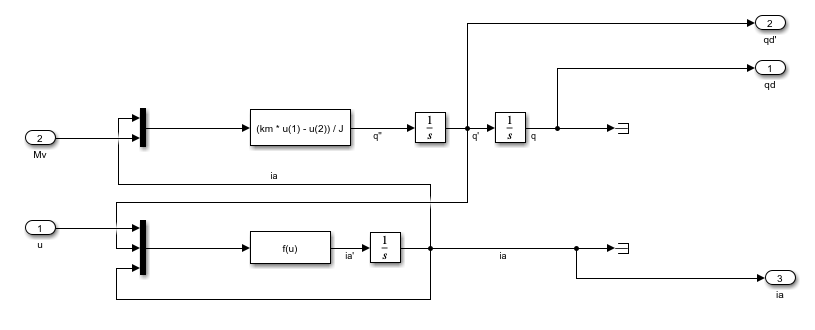 2
qd'
1
qd
(km * u(1) - u(2)) / J
1
s
1
s
2
Mv
q''
q'
q
ia
1
u
f(u)
1
s
ia'
ia
3
ia